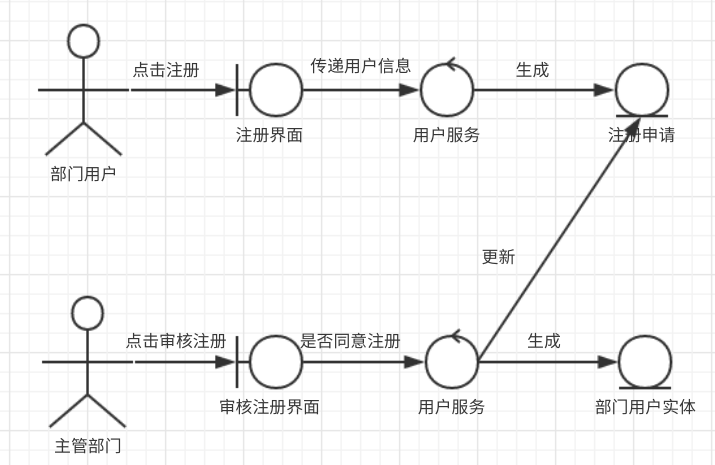 点击注册
传递用户信息
生成
注册界面
用户服务
注册申请
部门用户
更新
点击审核注册
是否同意注册
生成
审核注册界面
用户服务
部门用户实体
主管部门